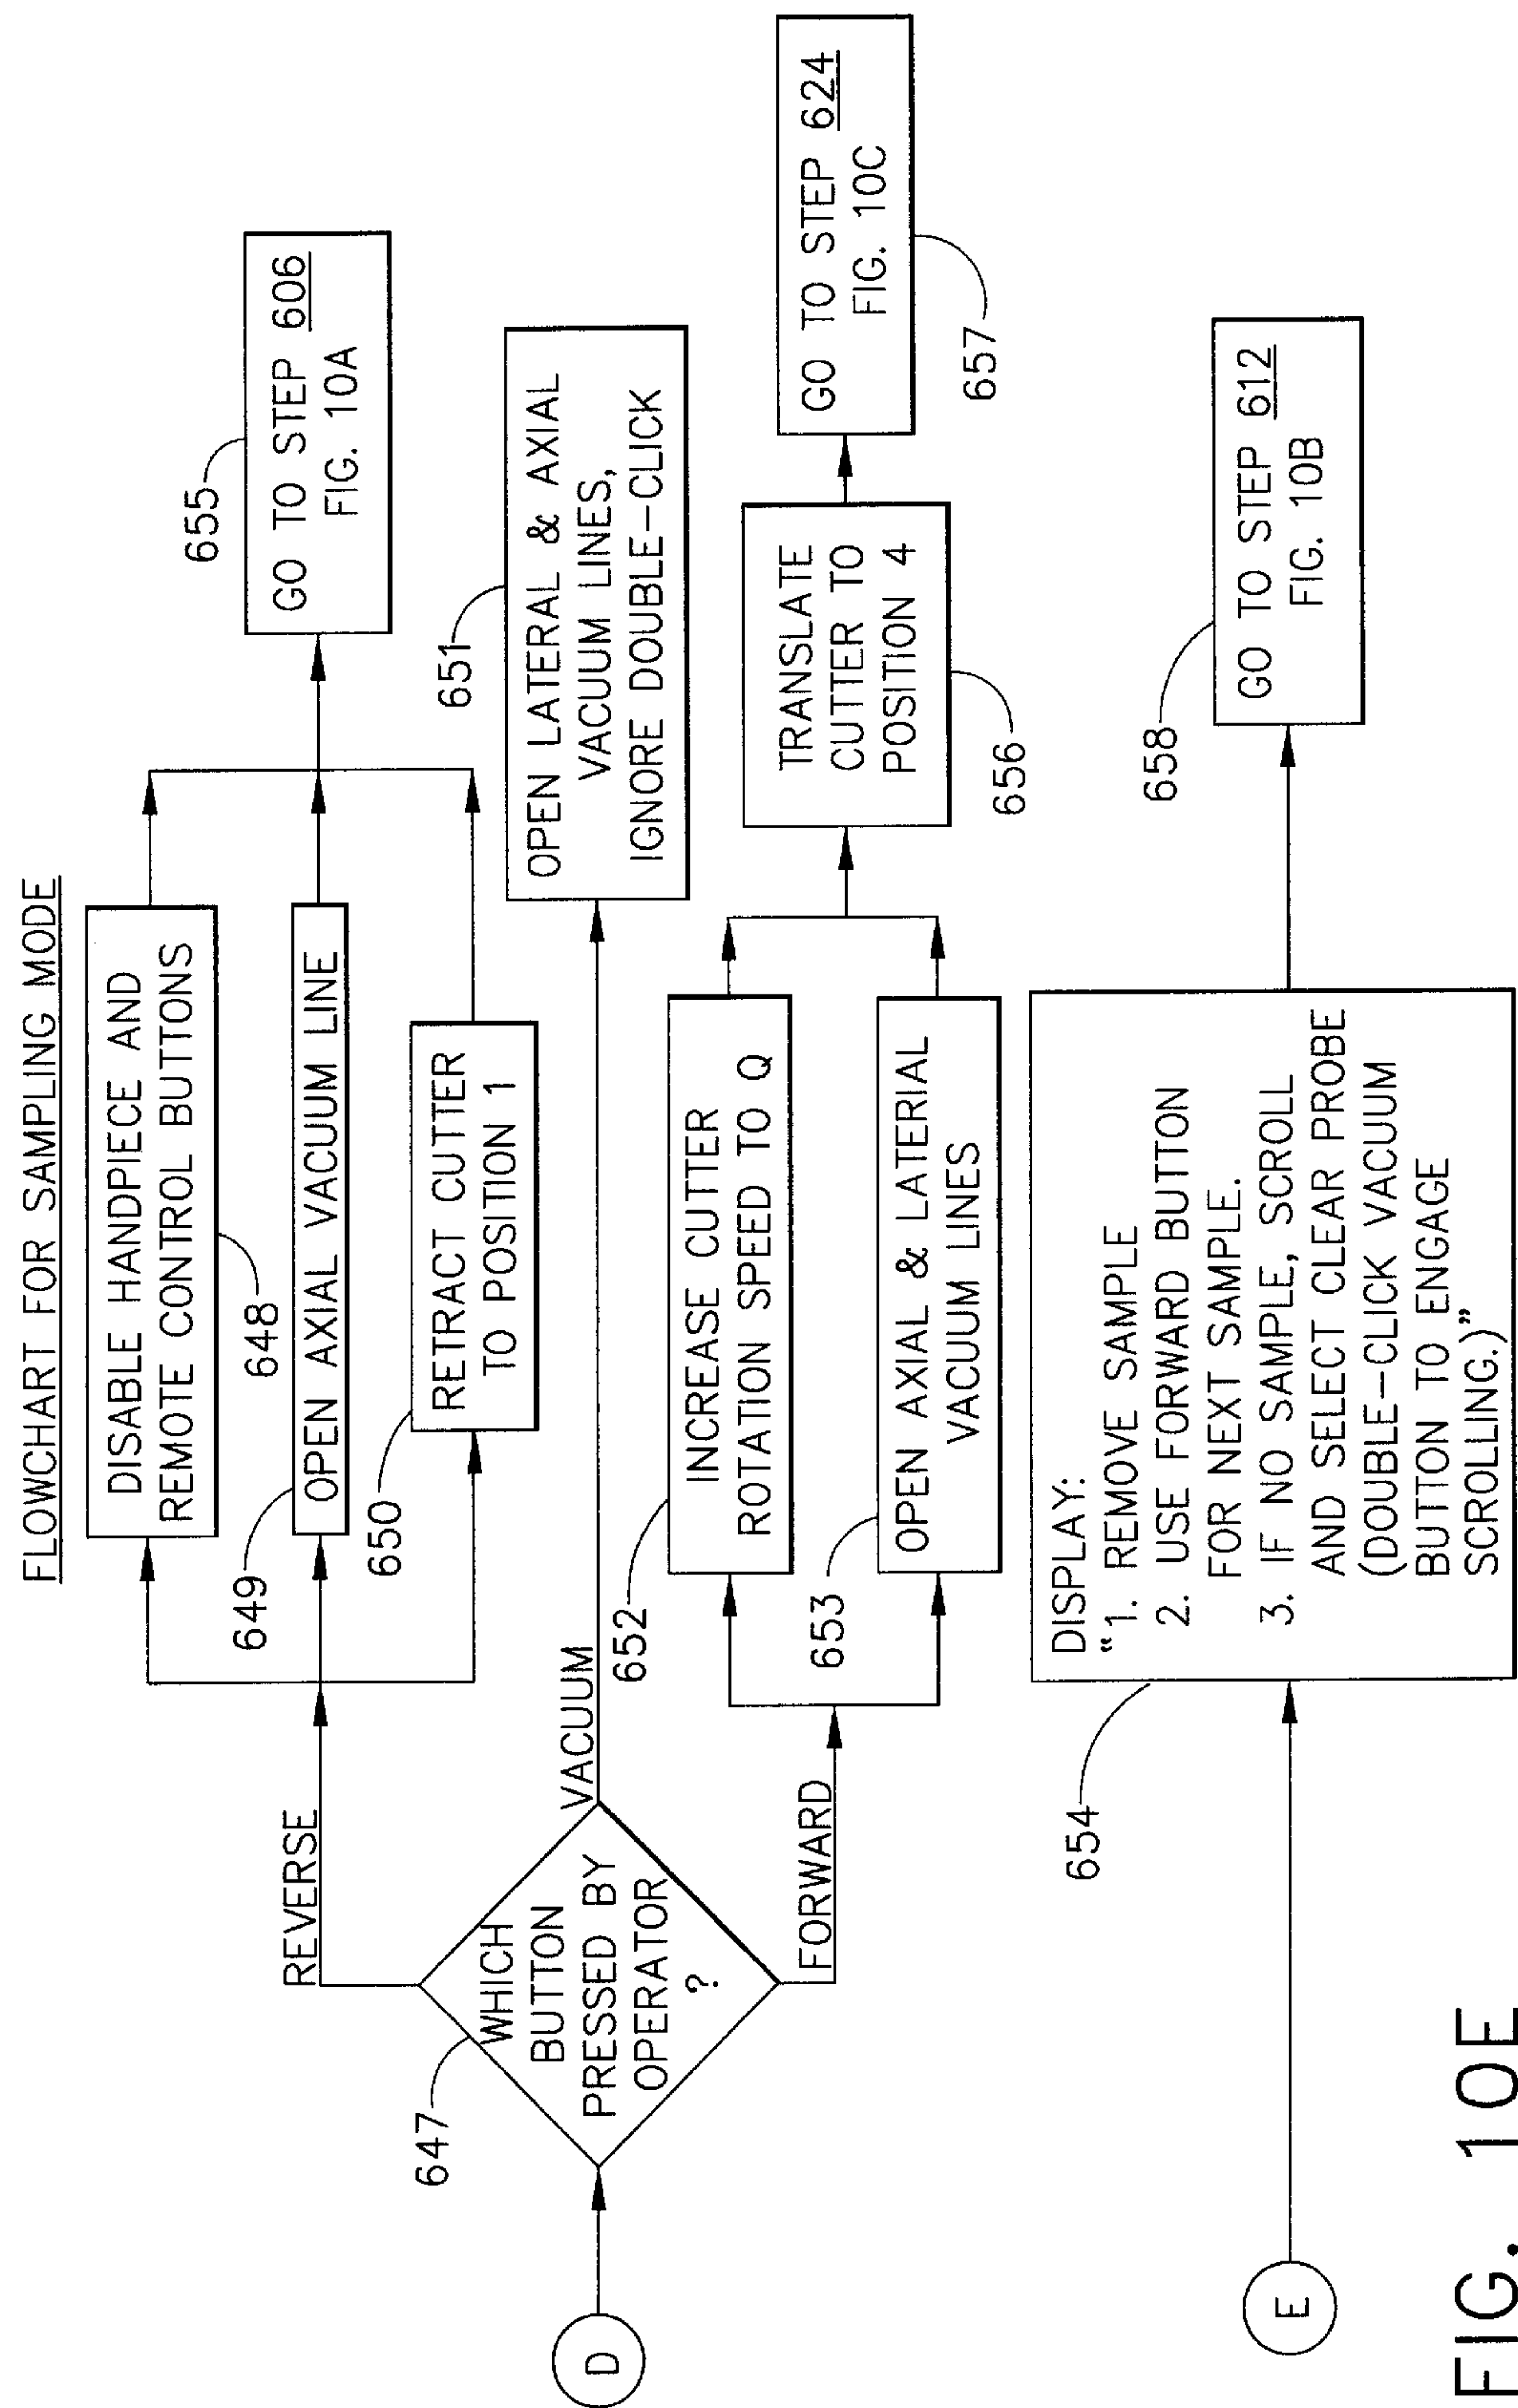 FLOWCHART FOR SAMPLING MODE
D
647
WHICH
BUTTON
PRESSED BY
OPERATOR
?
REVERSE
DISABLE HANDPIECE AND
REMOTE CONTROL BUTTONS
648
649
OPEN AXIAL VACUUM LINE
650
RETRACT CUTTER
TO POSITION 1
655
GO TO STEP 606
FIG. 10A
VACUUM
651
OPEN LATERAL & AXIAL
VACUUM LINES,
IGNORE DOUBLE-CLICK
FORWARD
652
INCREASE CUTTER
ROTATION SPEED TO Q
653
OPEN AXIAL & LATERIAL
VACUUM LINES
TRANSLATE
CUTTER TO
POSITION 4
656
GO TO STEP 624
FIG. 10C
657
E
654
DISPLAY:
“1. REMOVE SAMPLE
2. USE FORWARD BUTTON
FOR NEXT SAMPLE.
3. IF NO SAMPLE, SCROLL
AND SELECT CLEAR PROBE
(DOUBLE-CLICK VACUUM
BUTTON TO ENGAGE
SCROLLING.)”
658
GO TO STEP 612
FIG. 10B
FIG. 10E